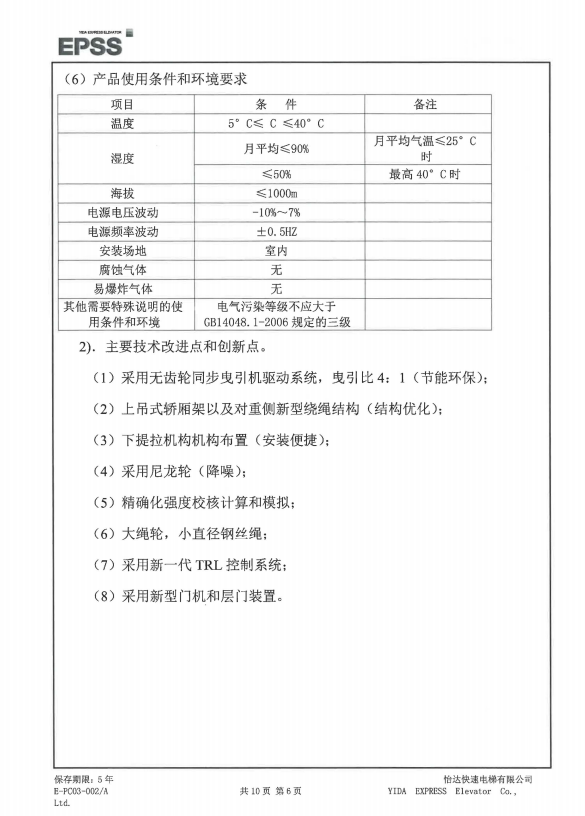 YIDA EXPRESS ELEVATOR
EPSS
（6）产品使用条件和环境要求
项目 条 件 备注
温度 5°C≤ C ≤40°C
湿度 月平均≤90% 月平均气温≤25°C
时
≤50% 最高 40°C时
海拔 ≤1000m
电源电压波动 -10%～7%
电源频率波动 ±0.5HZ
安装场地 室内
腐蚀气体 无
易爆炸气体 无
其他需要特殊说明的使 电气污染等级不应大于
用条件和环境 GB14048.1-2006 规定的三级
2)．主要技术改进点和创新点。
（1）采用无齿轮同步曳引机驱动系统，曳引比 4：1（节能环保）；
（2）上吊式轿厢架以及对重侧新型绕绳结构（结构优化）；
（3）下提拉机构机构布置（安装便捷）；
（4）采用尼龙轮（降噪）；
（5）精确化强度校核计算和模拟；
（6）大绳轮，小直径钢丝绳；
（7）采用新一代 TRL 控制系统；
（8）采用新型门机和层门装置。
保存期限：5 年 怡达快速电梯有限公司
E-PC03-002/A 共 10 页 第 6 页 YIDA EXPRESS Elevator Co.,
Ltd.